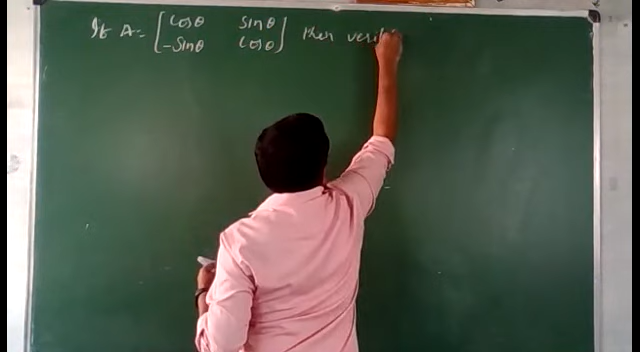 If A = [cosθ sinθ
-sinθ cosθ] then